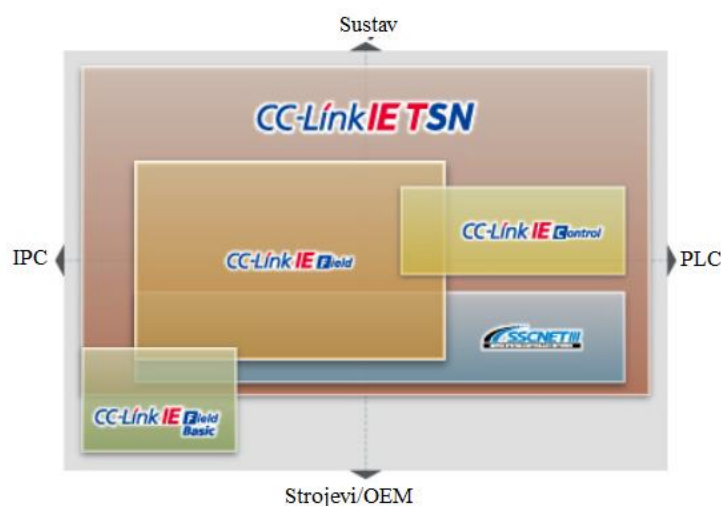 Sustav
CC-Link IE TSN
CC-Link IE Control
IPC
CC-Link IE Field
PLC
SSCNET III
CC-Link IE Field
Basic
Strojevi/OEM